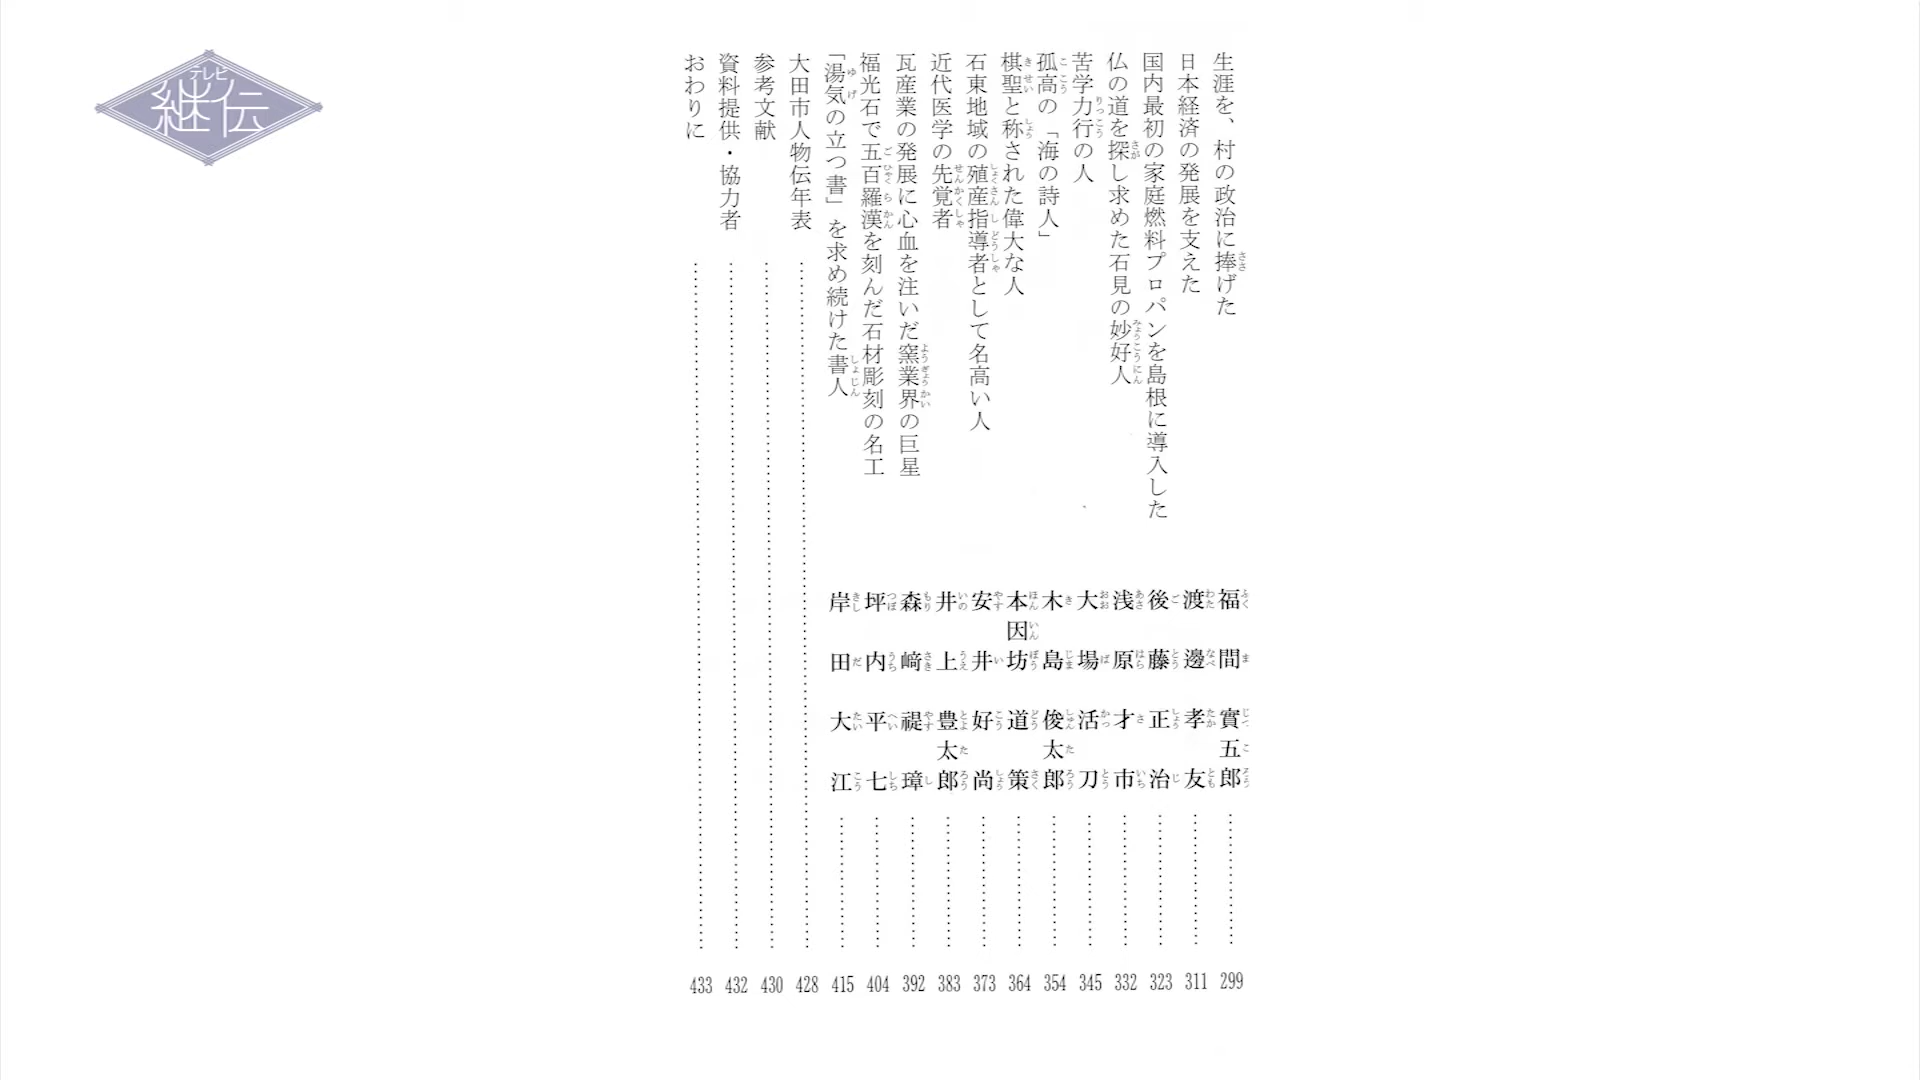 テレビ
継伝
生涯を、村の政治に捧げた 福間 實五郎 299
日本経済の発展を支えた 渡邊 孝友 311
国内最初の家庭燃料プロパンを島根に導入した 後藤 正治 323
仏の道を探し求めた石見の妙好人 浅原 才市 332
苦学力行の人 大場 活刀 345
孤高の「海の詩人」 木島 俊太郎 354
棋聖と称された偉大な人 本因坊 道策 364
石東地域の殖産指導者として名高い人 安井 好尚 373
近代医学の先覚者 井上 豊太郎 383
瓦産業の発展に心血を注いだ窯業界の巨星 森﨑 禔璋 392
福光石で五百羅漢を刻んだ石材彫刻の名工 坪内 平七 404
「湯気の立つ書」を求め続けた書人 岸田 大江 415
大田市人物伝年表 428
参考文献 430
資料提供・協力者 432
おわりに 433